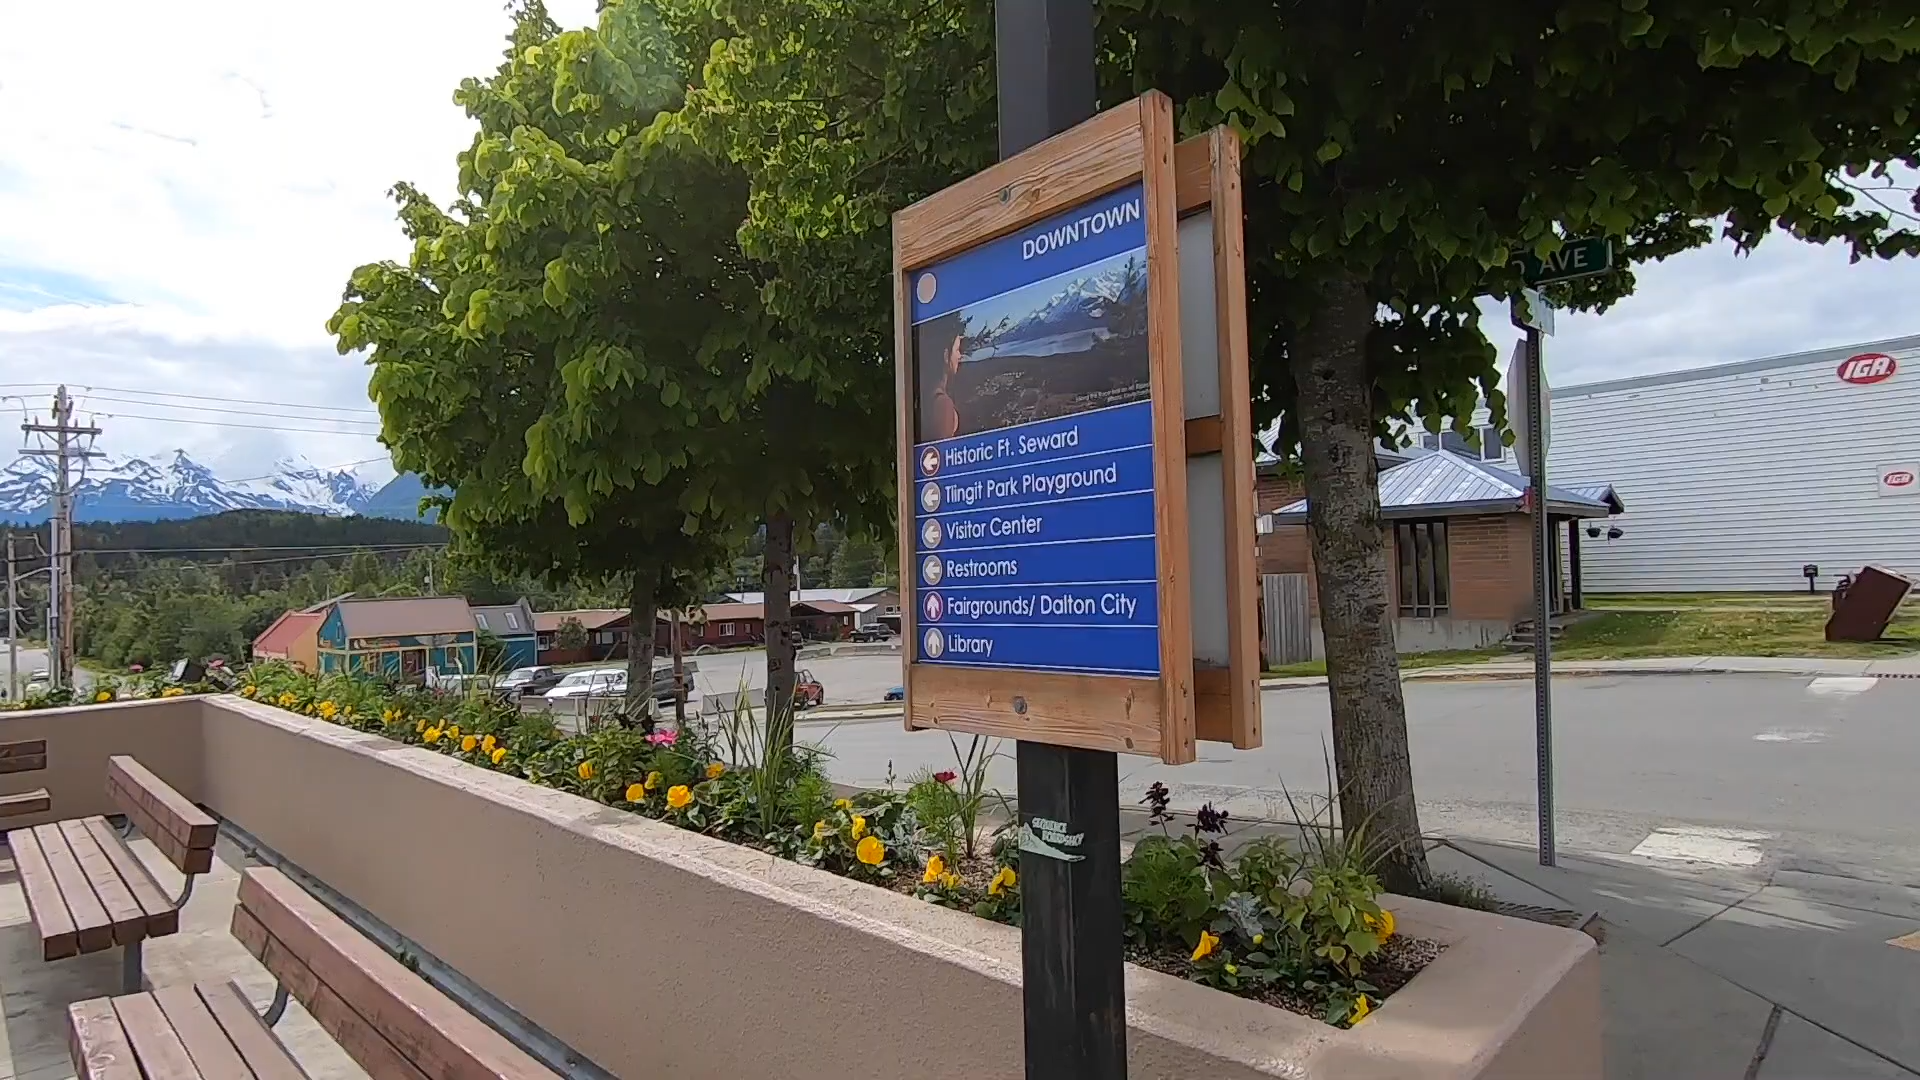 DOWNTOWN
Historic Ft. Seward
Tlingit Park Playground
Visitor Center
Restrooms
Fairgrounds/ Dalton City
Library
AVE
IGA
IGA